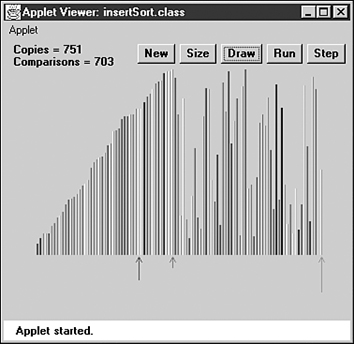 Applet Viewer: insertSort.class
Applet
Copies = 751
Comparisons = 703
New Size Draw Run Step
Applet started.